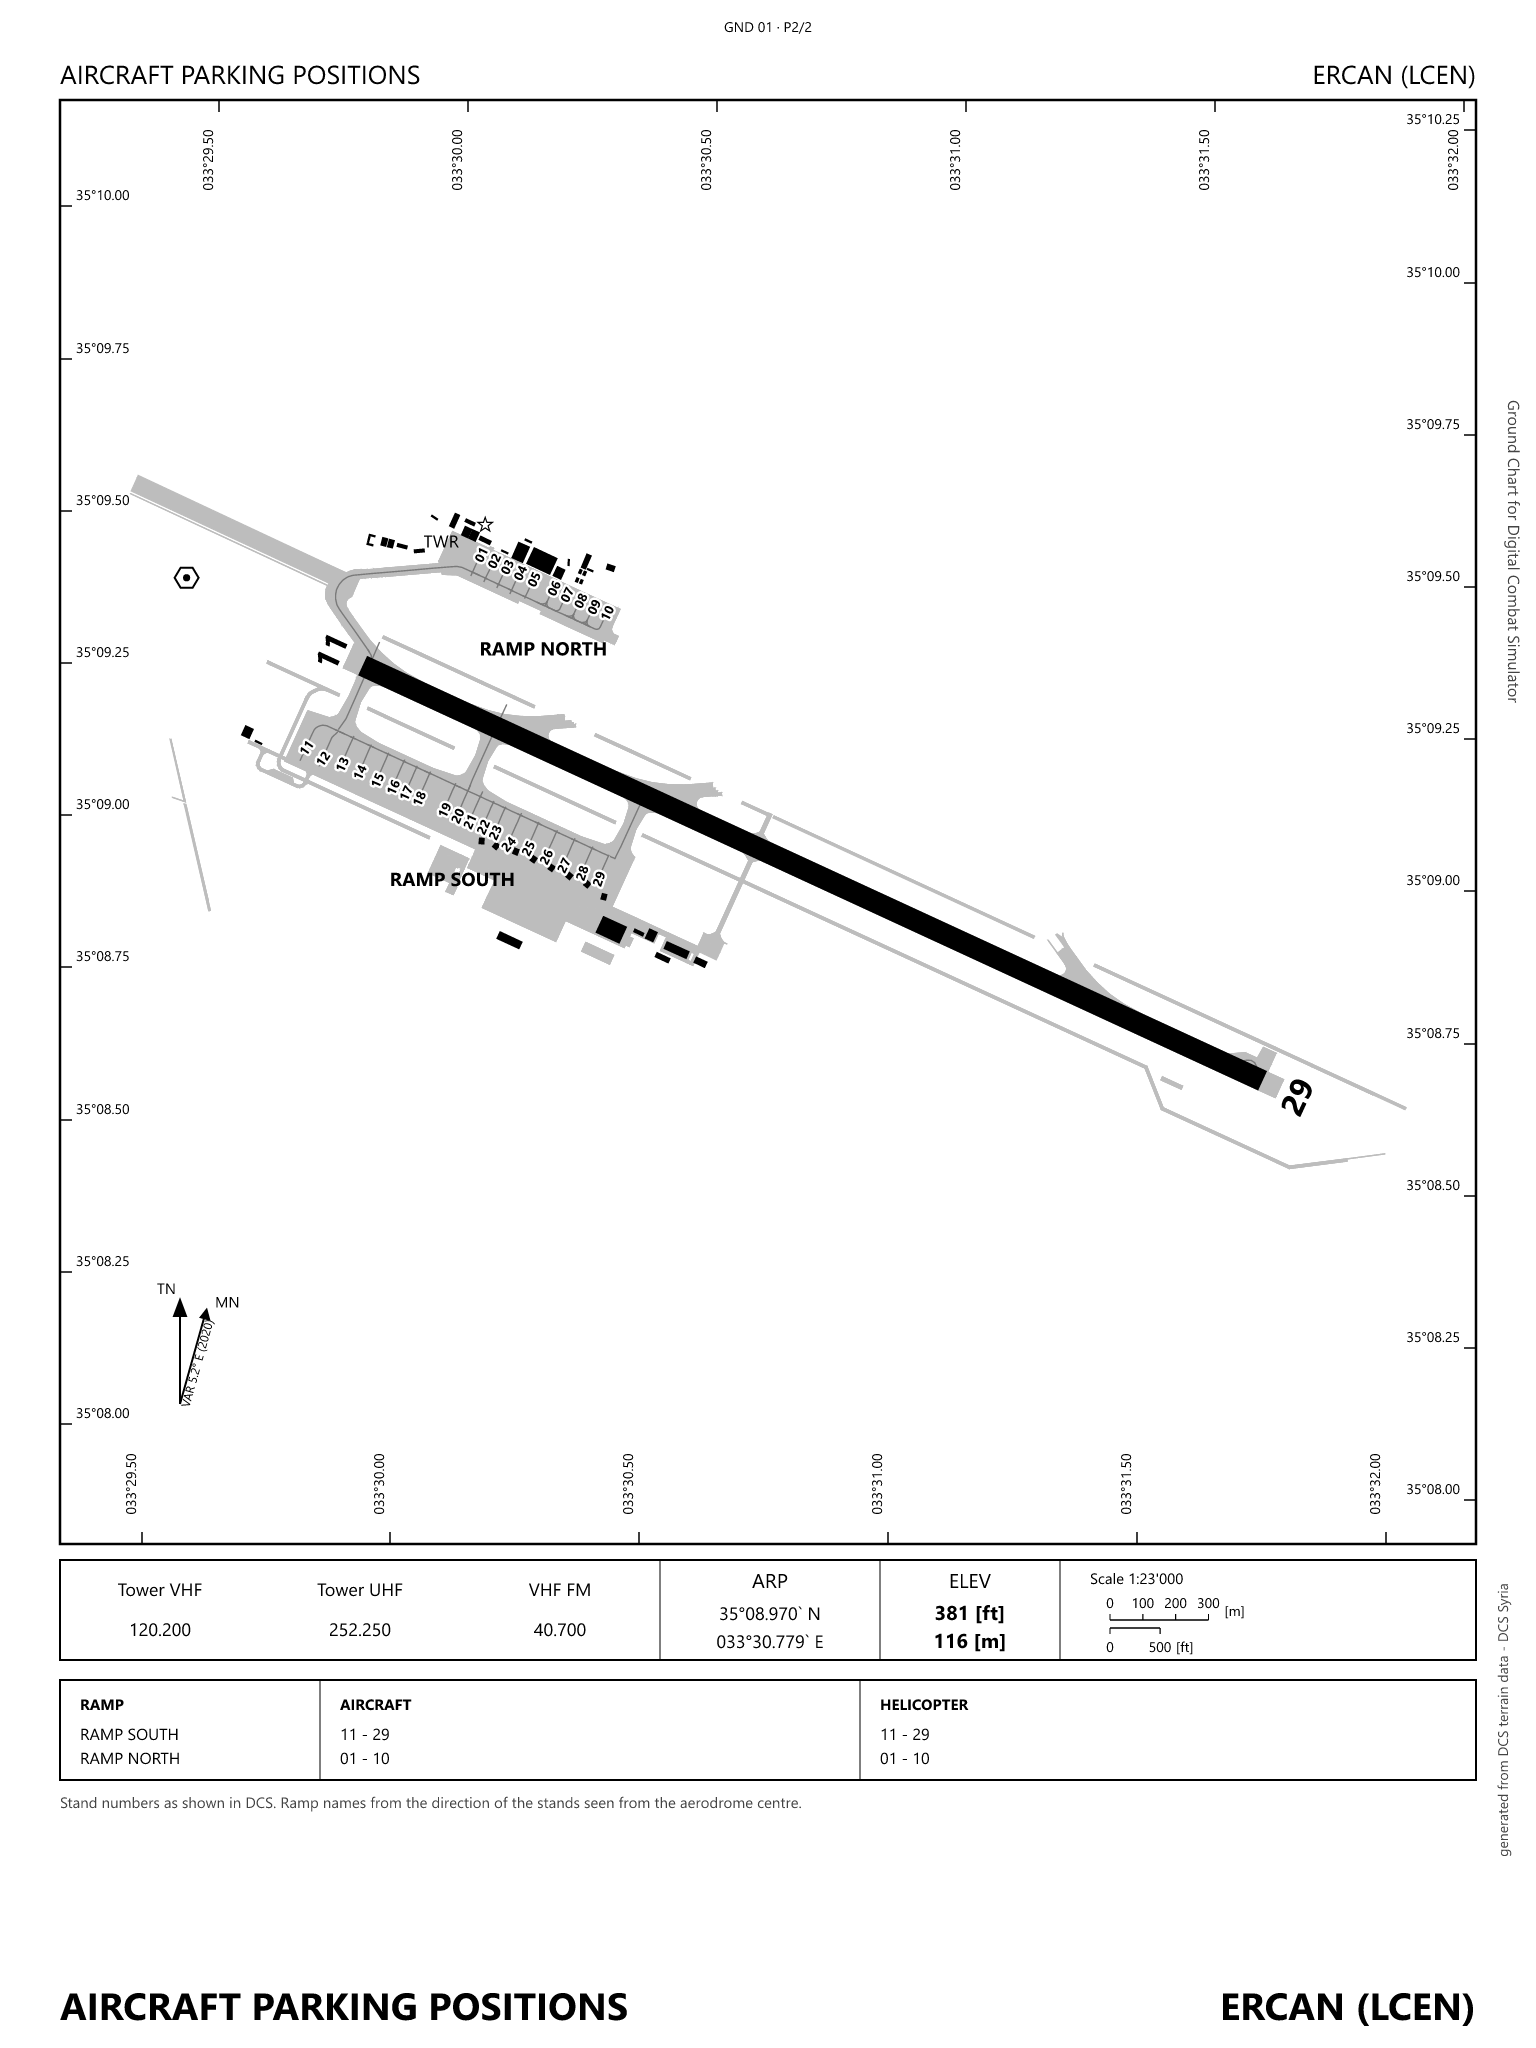 GND 01 · P2/2
AIRCRAFT PARKING POSITIONS
ERCAN (LCEN)
033°29.50
033°30.00
033°30.50
033°31.00
033°31.50
033°32.00
35°10.25
35°10.00
35°10.00
35°09.75
35°09.75
35°09.50
35°09.50
35°09.25
35°09.25
35°09.00
35°09.00
35°08.75
35°08.75
35°08.50
35°08.50
35°08.25
35°08.25
35°08.00
35°08.00
TWR
01
02
03
04
05
06
07
08
09
10
RAMP NORTH
11
11
12
13
14
15
16
17
18
19
20
21
22
23
24
25
26
27
28
29
RAMP SOUTH
29
TN
MN
VAR 5.2° E (2020)
033°29.50
033°30.00
033°30.50
033°31.00
033°31.50
033°32.00
Ground Chart for Digital Combat Simulator
Tower VHF
120.200
Tower UHF
252.250
VHF FM
40.700
ARP
35°08.970` N
033°30.779` E
ELEV
381 [ft]
116 [m]
Scale 1:23'000
0 100 200 300 [m]
0 500 [ft]
RAMP AIRCRAFT HELICOPTER
RAMP SOUTH 11 - 29 11 - 29
RAMP NORTH 01 - 10 01 - 10
Stand numbers as shown in DCS. Ramp names from the direction of the stands seen from the aerodrome centre.
generated from DCS terrain data - DCS Syria
AIRCRAFT PARKING POSITIONS
ERCAN (LCEN)